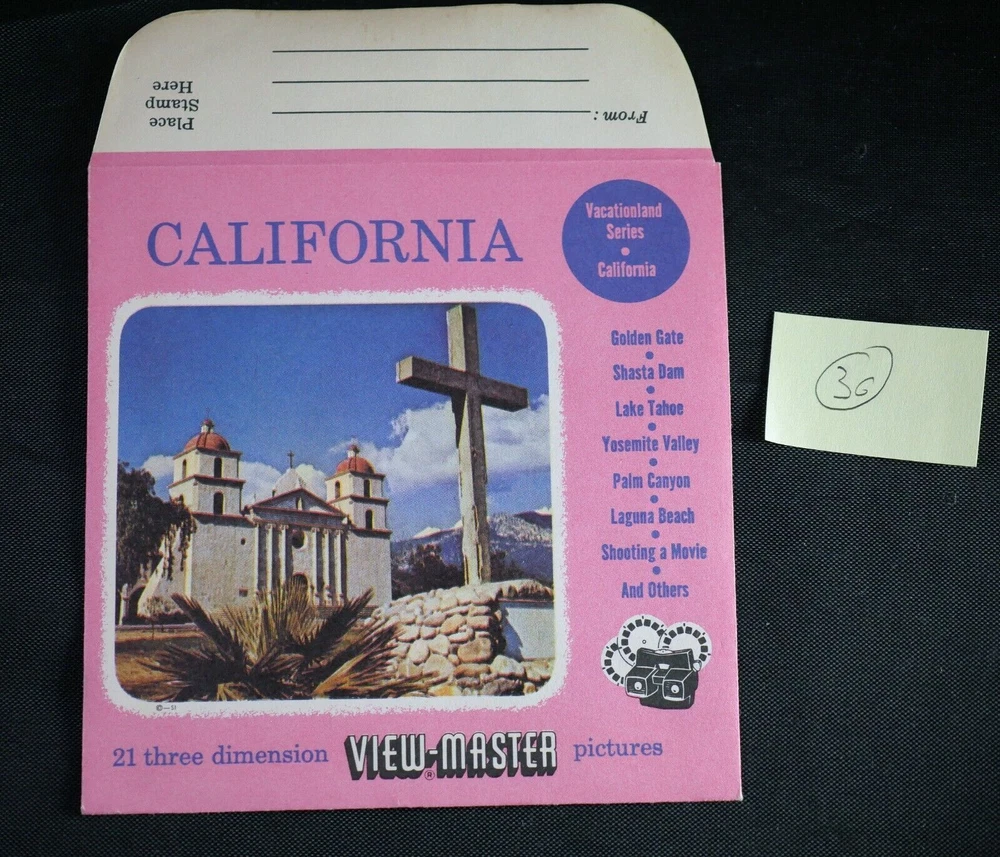 Place
Stamp
Here
From:
CALIFORNIA
Vacationland
Series
•
California
Golden Gate
•
Shasta Dam
•
Lake Tahoe
•
Yosemite Valley
•
Palm Canyon
•
Laguna Beach
•
Shooting a Movie
•
And Others
21 three dimension VIEW-MASTER® pictures